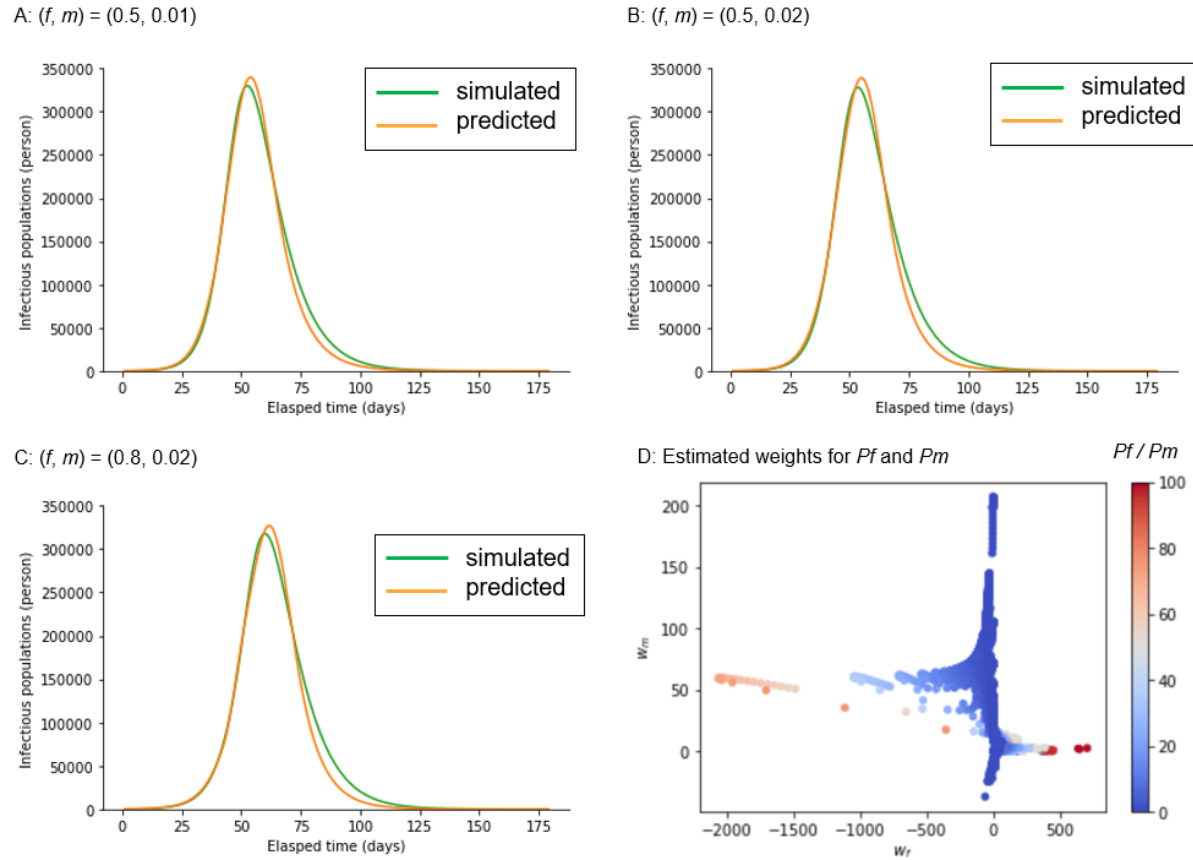 A: (f, m) = (0.5, 0.01)
350000
300000
250000
200000
150000
100000
50000
0
Infectious populations (person)
simulated
predicted
0 25 50 75 100 125 150 175
Elasped time (days)
B: (f, m) = (0.5, 0.02)
350000
300000
250000
200000
150000
100000
50000
0
Infectious populations (person)
simulated
predicted
0 25 50 75 100 125 150 175
Elasped time (days)
C: (f, m) = (0.8, 0.02)
350000
300000
250000
200000
150000
100000
50000
0
Infectious populations (person)
simulated
predicted
0 25 50 75 100 125 150 175
Elasped time (days)
D: Estimated weights for Pf and Pm
Pf / Pm
200
150
100
50
0
wm
−2000 −1500 −1000 −500 0 500
wf
100
80
60
40
20
0